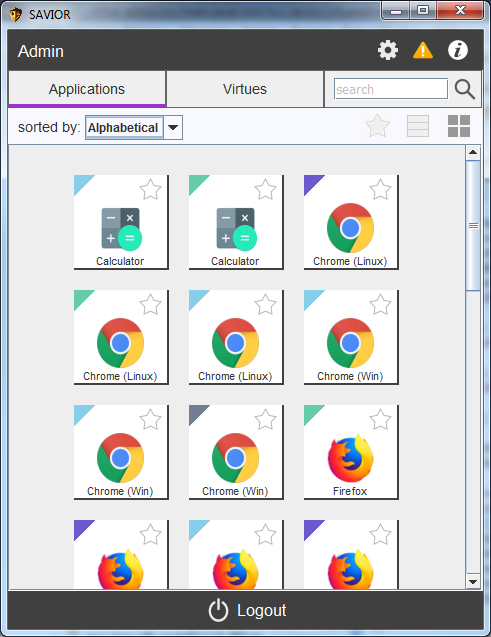 SAVIOR
Admin
Applications
Virtues
search
sorted by: Alphabetical
Calculator
Calculator
Chrome (Linux)
Chrome (Linux)
Chrome (Linux)
Chrome (Win)
Chrome (Win)
Chrome (Win)
Firefox
Logout